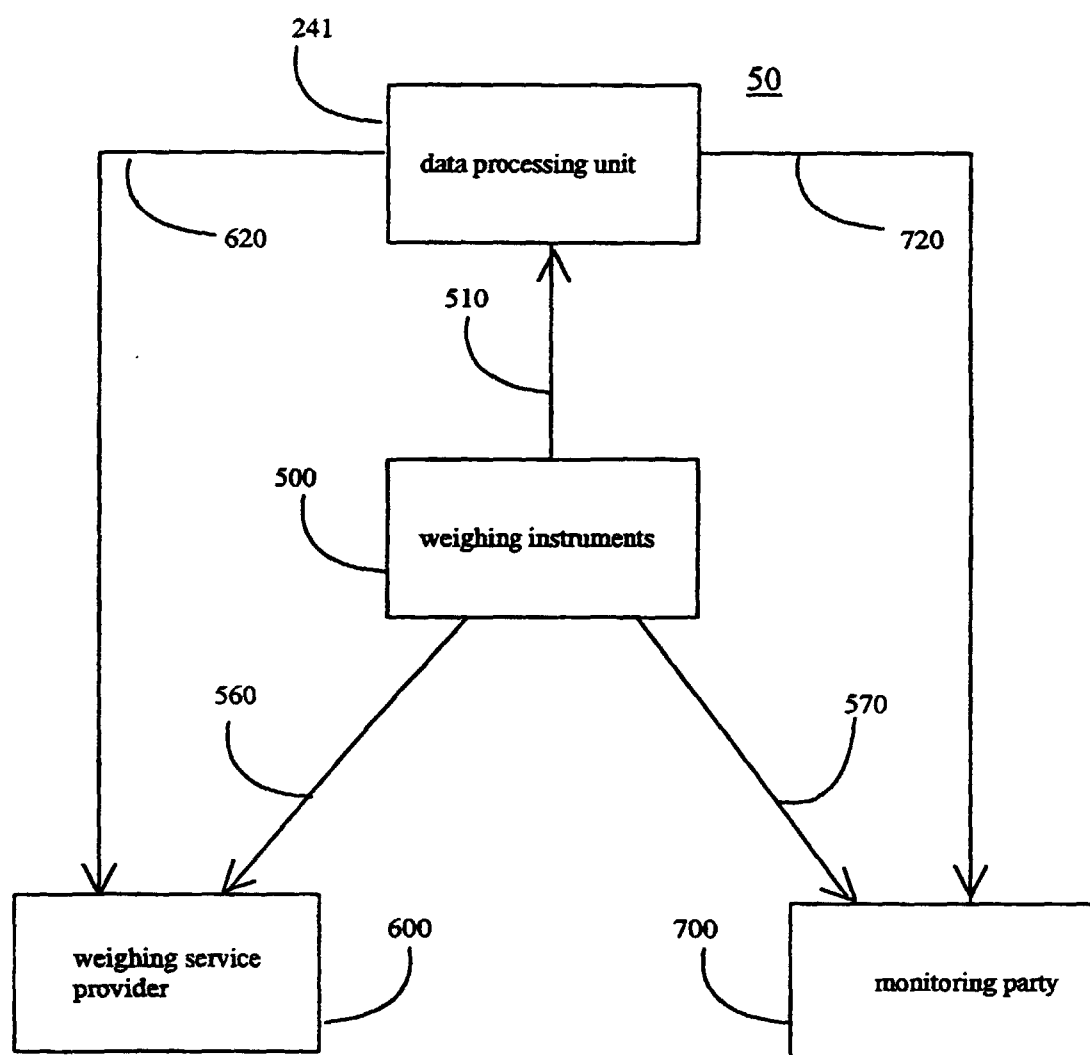 241
50
data processing unit
620
720
510
500
weighing instruments
560
570
600
700
weighing service
provider
monitoring party